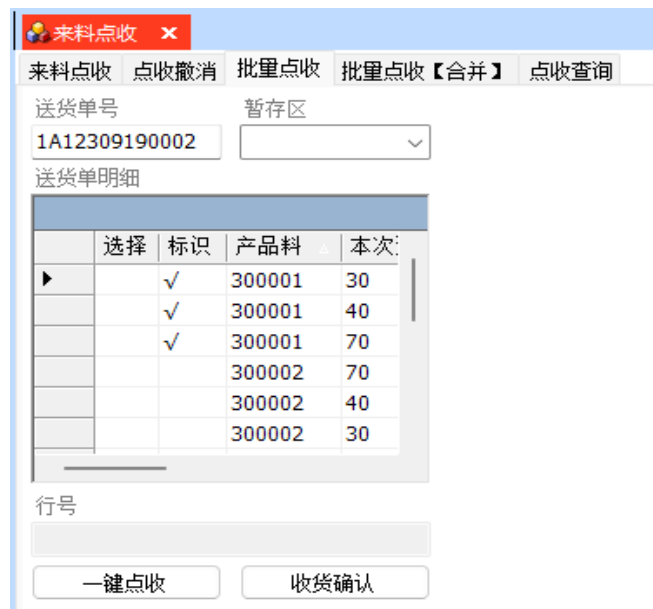 来料点收
来料点收 点收撤消 批量点收 批量点收【合并】 点收查询
送货单号 暂存区
1A12309190002
送货单明细
选择 标识 产品料 本次
√ 300001 30
√ 300001 40
√ 300001 70
300002 70
300002 40
300002 30
行号
一键点收 收货确认